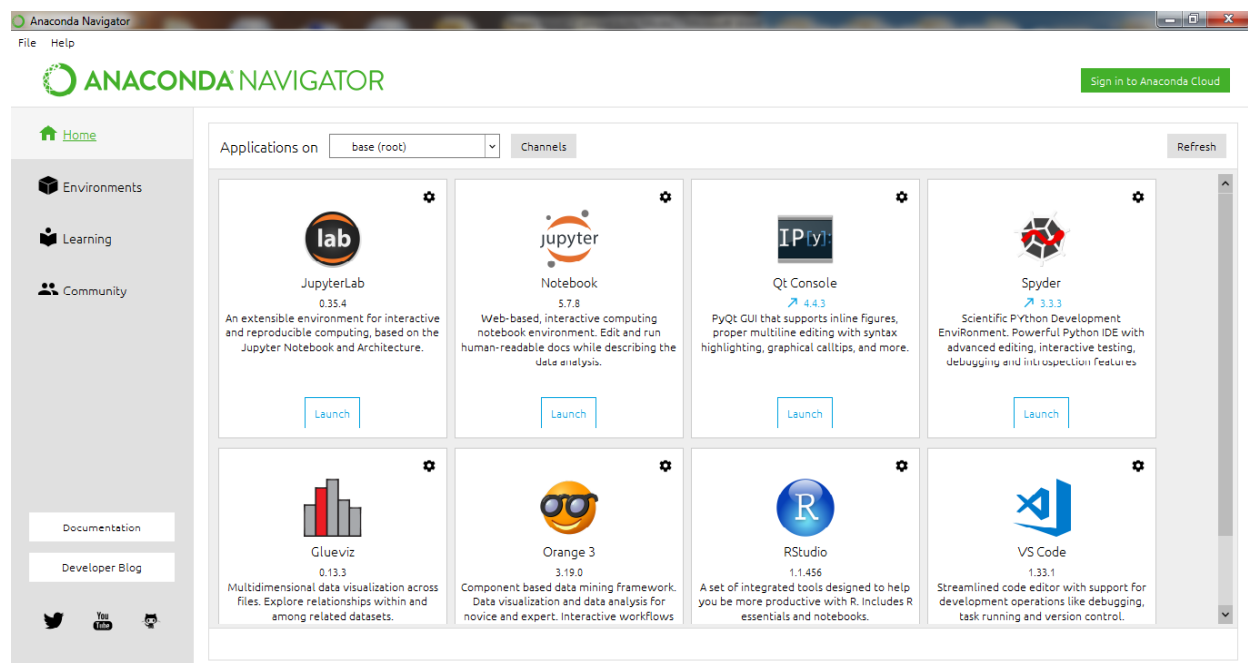 Anaconda Navigator
File Help
ANACONDA NAVIGATOR
Sign in to Anaconda Cloud
Home
Environments
Learning
Community
Documentation
Developer Blog
You
Tube
Applications on base (root) Channels Refresh
lab
JupyterLab
0.35.4
An extensible environment for interactive
and reproducible computing, based on the
Jupyter Notebook and Architecture.
Launch
jupyter
Notebook
5.7.8
Web-based, interactive computing
notebook environment. Edit and run
human-readable docs while describing the
data analysis.
Launch
IP[y]:
Qt Console
4.4.3
PyQt GUI that supports inline figures,
proper multiline editing with syntax
highlighting, graphical calltips, and more.
Launch
Spyder
3.3.3
Scientific PYthon Development
EnviRonment. Powerful Python IDE with
advanced editing, interactive testing,
debugging and introspection features
Launch
Glueviz
0.13.3
Multidimensional data visualization across
files. Explore relationships within and
among related datasets.
Orange 3
3.19.0
Component based data mining framework.
Data visualization and data analysis for
novice and expert. Interactive workflows
R
RStudio
1.1.456
A set of integrated tools designed to help
you be more productive with R. Includes R
essentials and notebooks.
VS Code
1.33.1
Streamlined code editor with support for
development operations like debugging,
task running and version control.